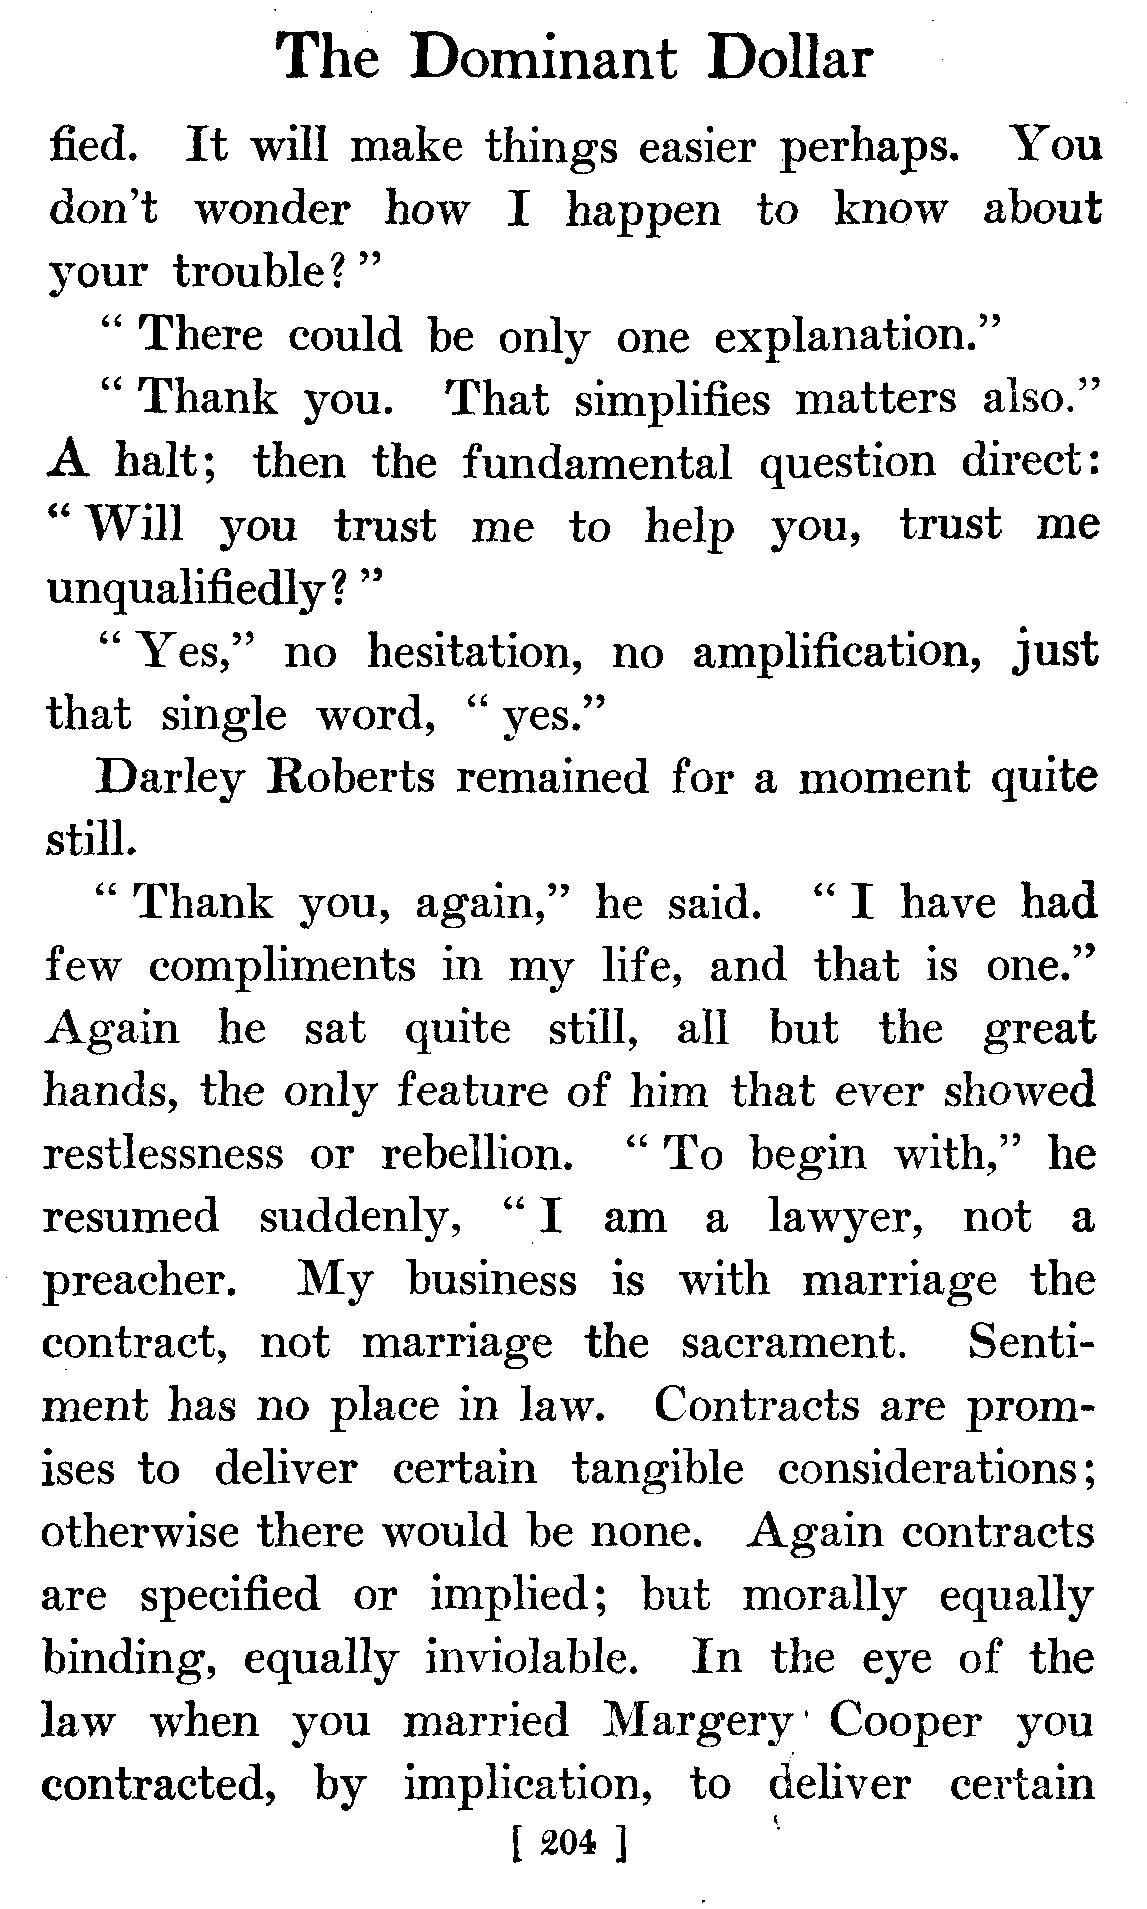 The Dominant Dollar
fied. It will make things easier perhaps. You
don't wonder how I happen to know about
your trouble?"
"There could be only one explanation."
"Thank you. That simplifies matters also."
A halt; then the fundamental question direct:
"Will you trust me to help you, trust me
unqualifiedly?"
"Yes," no hesitation, no amplification, just
that single word, "yes."
Darley Roberts remained for a moment quite
still.
"Thank you, again," he said. "I have had
few compliments in my life, and that is one."
Again he sat quite still, all but the great
hands, the only feature of him that ever showed
restlessness or rebellion. "To begin with," he
resumed suddenly, "I am a lawyer, not a
preacher. My business is with marriage the
contract, not marriage the sacrament. Senti-
ment has no place in law. Contracts are prom-
ises to deliver certain tangible considerations;
otherwise there would be none. Again contracts
are specified or implied; but morally equally
binding, equally inviolable. In the eye of the
law when you married Margery Cooper you
contracted, by implication, to deliver certain
[ 204 ]